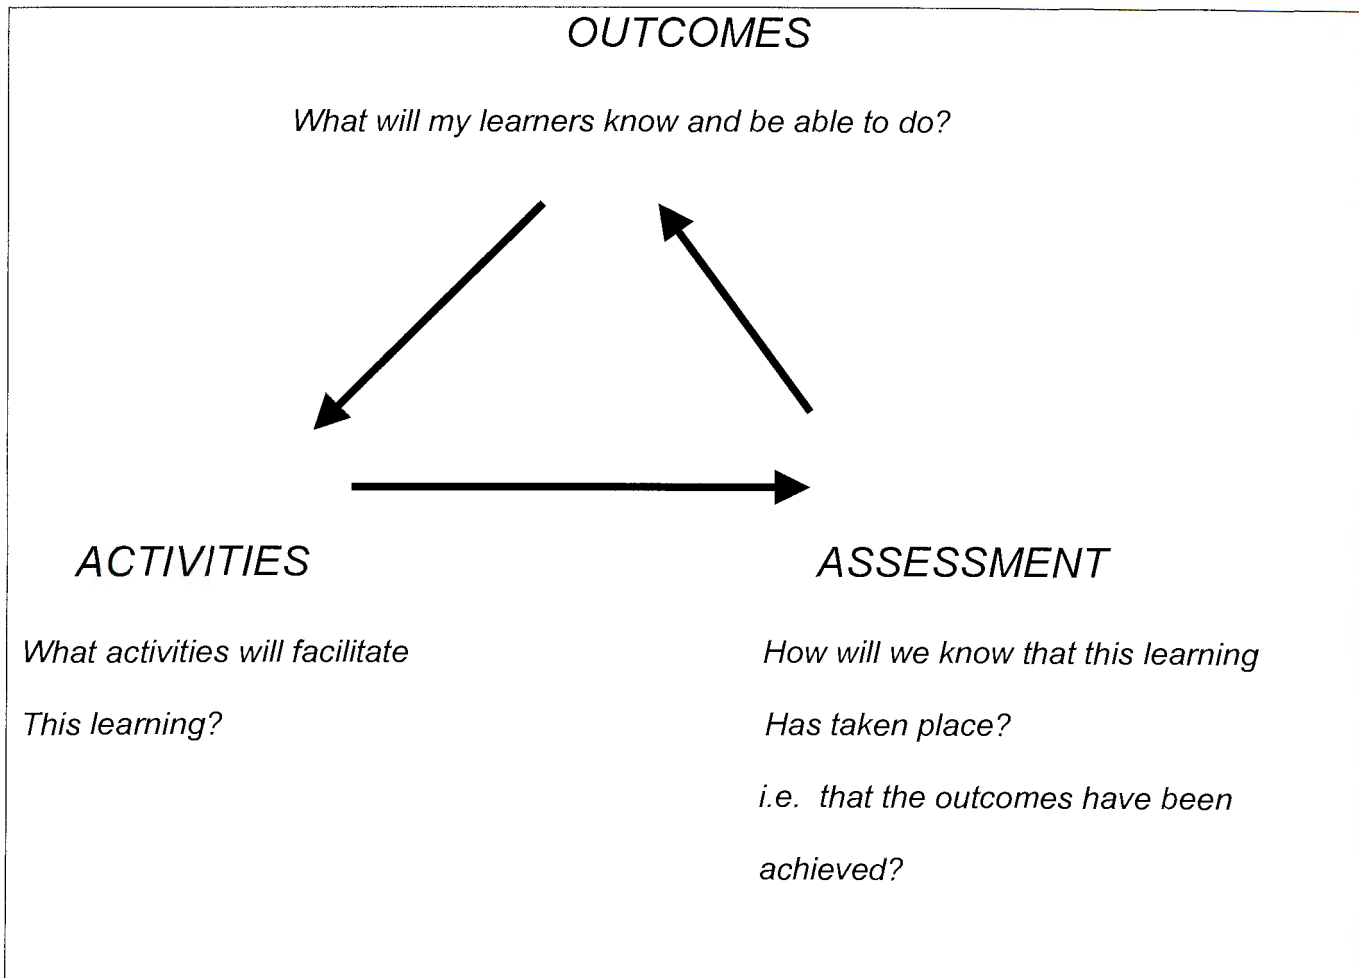 OUTCOMES
What will my learners know and be able to do?
ACTIVITIES
What activities will facilitate
This learning?
ASSESSMENT
How will we know that this learning
Has taken place?
i.e. that the outcomes have been
achieved?